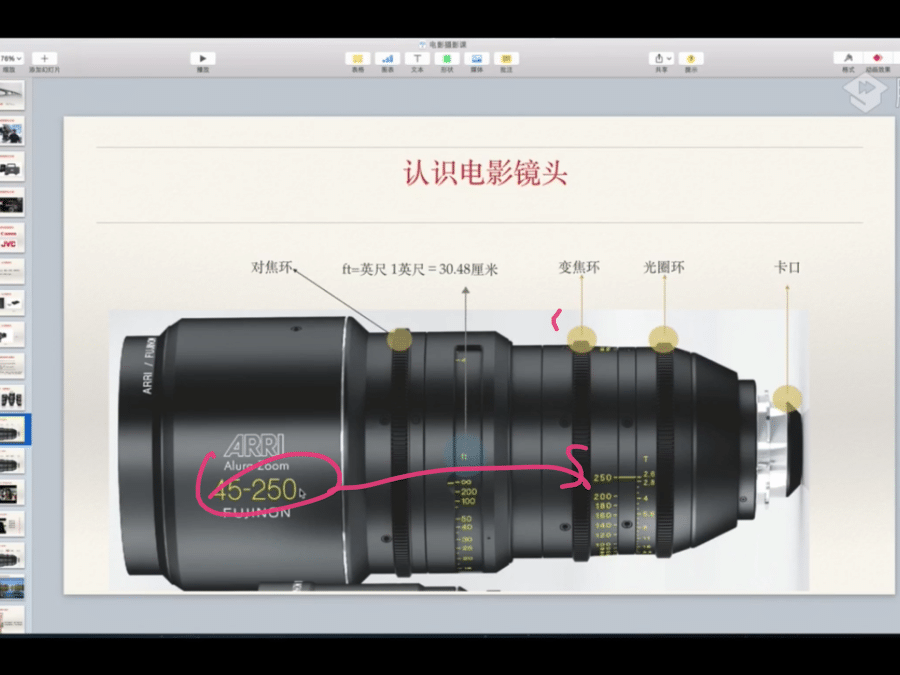 电影摄影课
76%
缩放
添加幻灯片
播放
表格
图表
文本
形状
媒体
批注
共享
提示
格式
动画效果
认识电影镜头
对焦环
ft=英尺 1英尺 = 30.48厘米
变焦环
光圈环
卡口
ARRI / FUJINON
ARRI
Alura Zoom
45-250
FUJINON
ft
∞
200
100
50
40
30
25
250
200
180
160
140
120
T
2.6
2.8
4
5.6
8
Canon
JVC